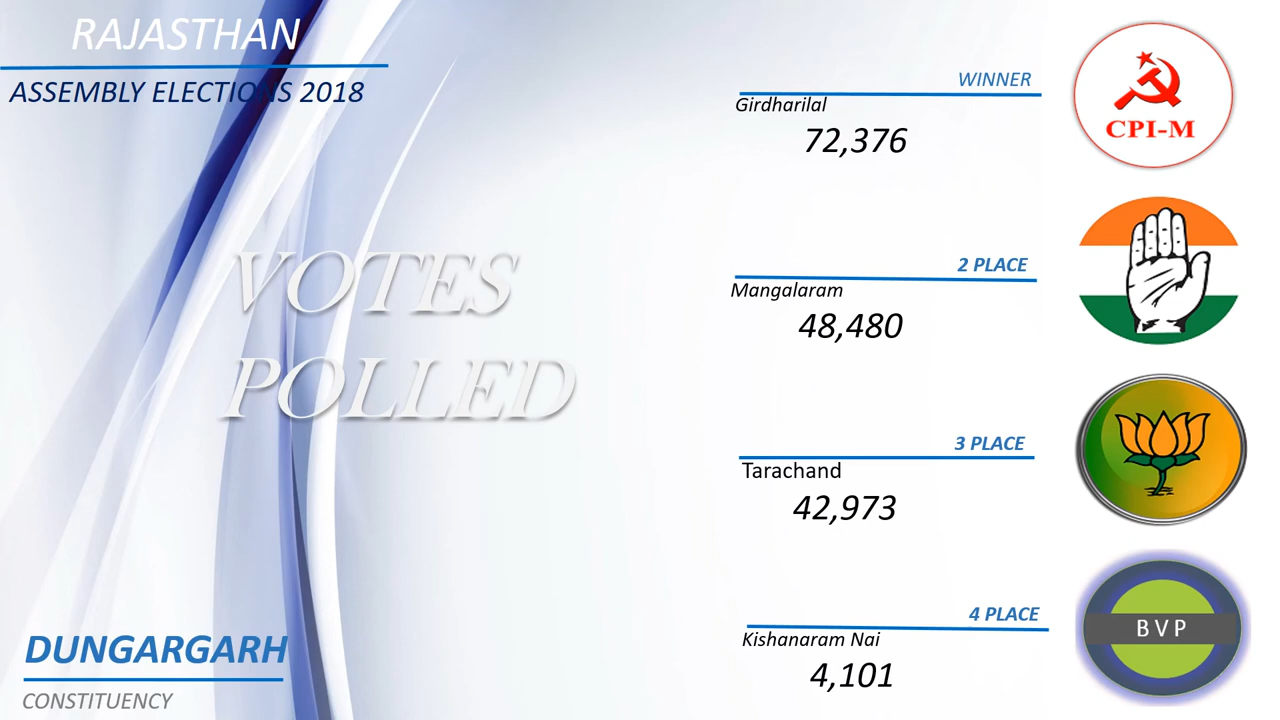 RAJASTHAN
ASSEMBLY ELECTIONS 2018
VOTES
POLLED
DUNGARGARH
CONSTITUENCY
WINNER
Girdharilal
72,376
CPI-M
2 PLACE
Mangalaram
48,480
3 PLACE
Tarachand
42,973
4 PLACE
Kishanaram Nai
4,101
BVP